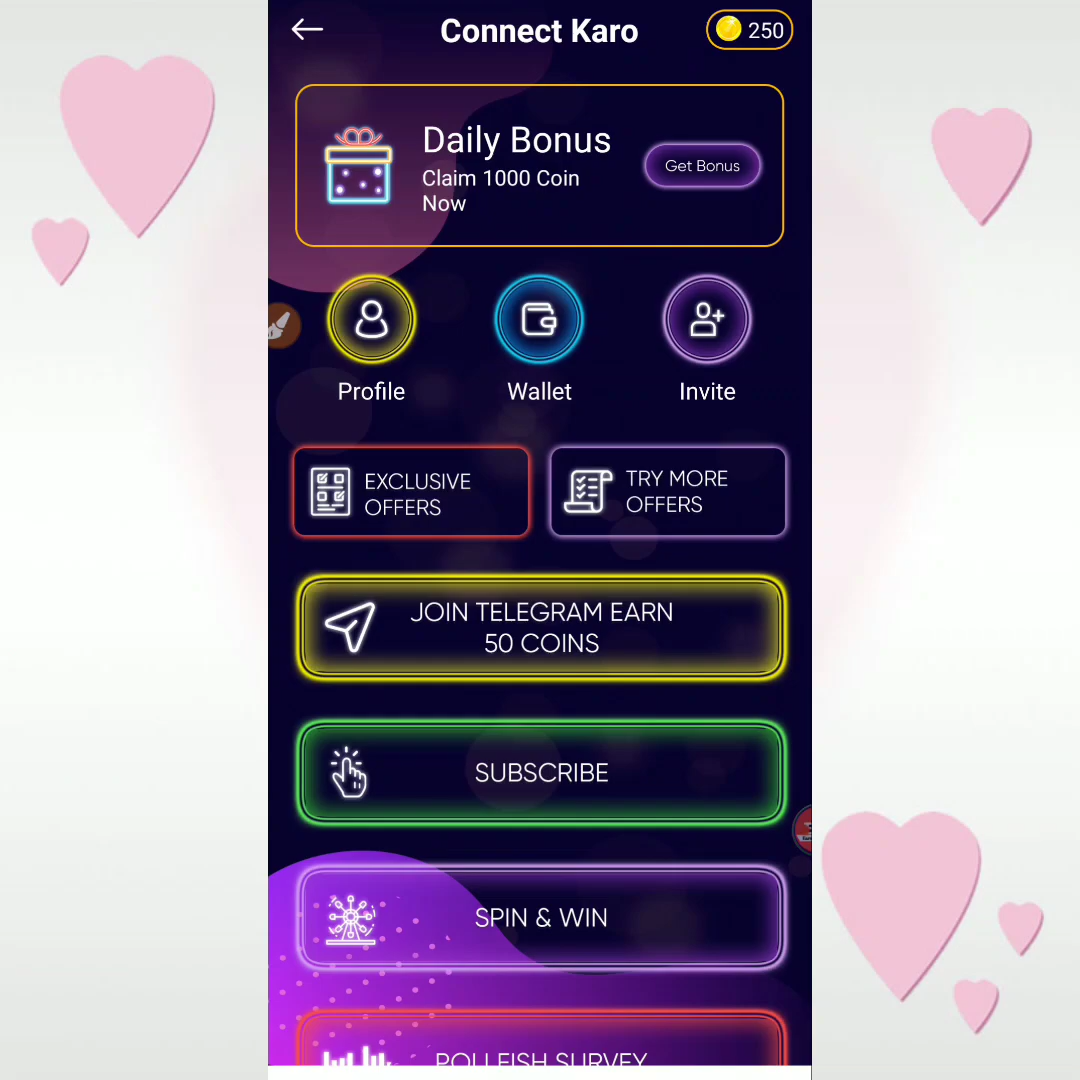 Connect Karo
250
Daily Bonus
Claim 1000 Coin
Now
Get Bonus
Profile
Wallet
Invite
EXCLUSIVE
OFFERS
TRY MORE
OFFERS
JOIN TELEGRAM EARN
50 COINS
SUBSCRIBE
SPIN & WIN
POLLFISH SURVEY